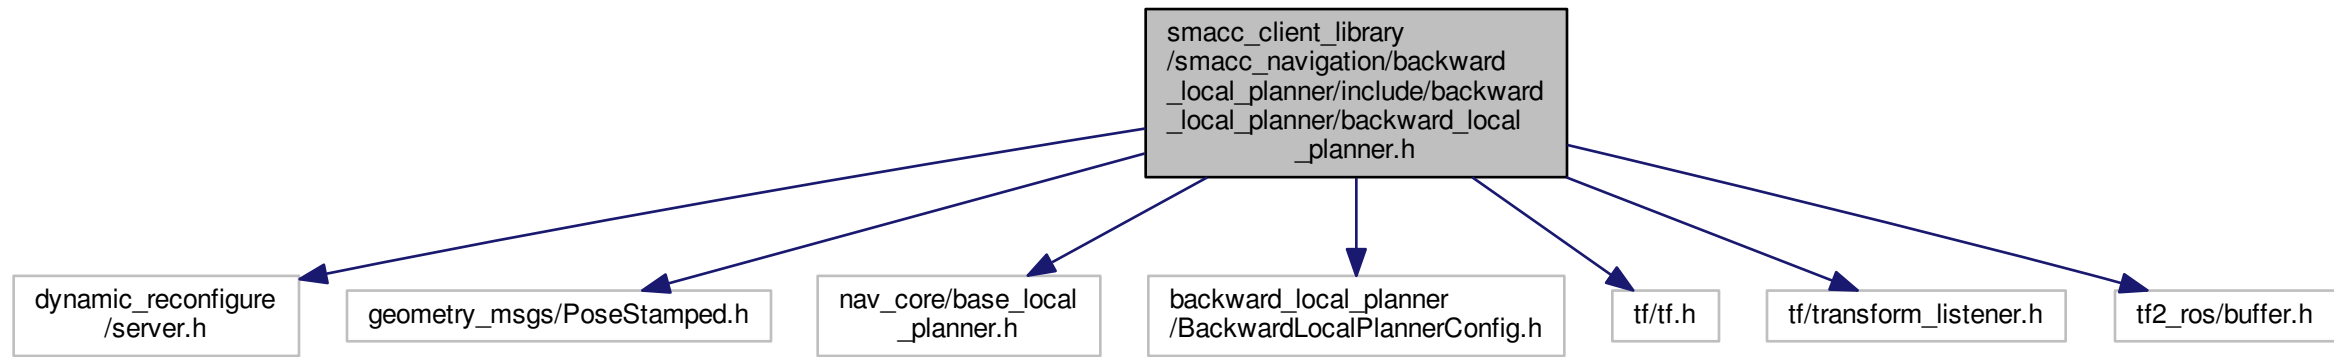 smacc_client_library
/smacc_navigation/backward
_local_planner/include/backward
_local_planner/backward_local
_planner.h
dynamic_reconfigure
/server.h
geometry_msgs/PoseStamped.h
nav_core/base_local
_planner.h
backward_local_planner
/BackwardLocalPlannerConfig.h
tf/tf.h
tf/transform_listener.h
tf2_ros/buffer.h